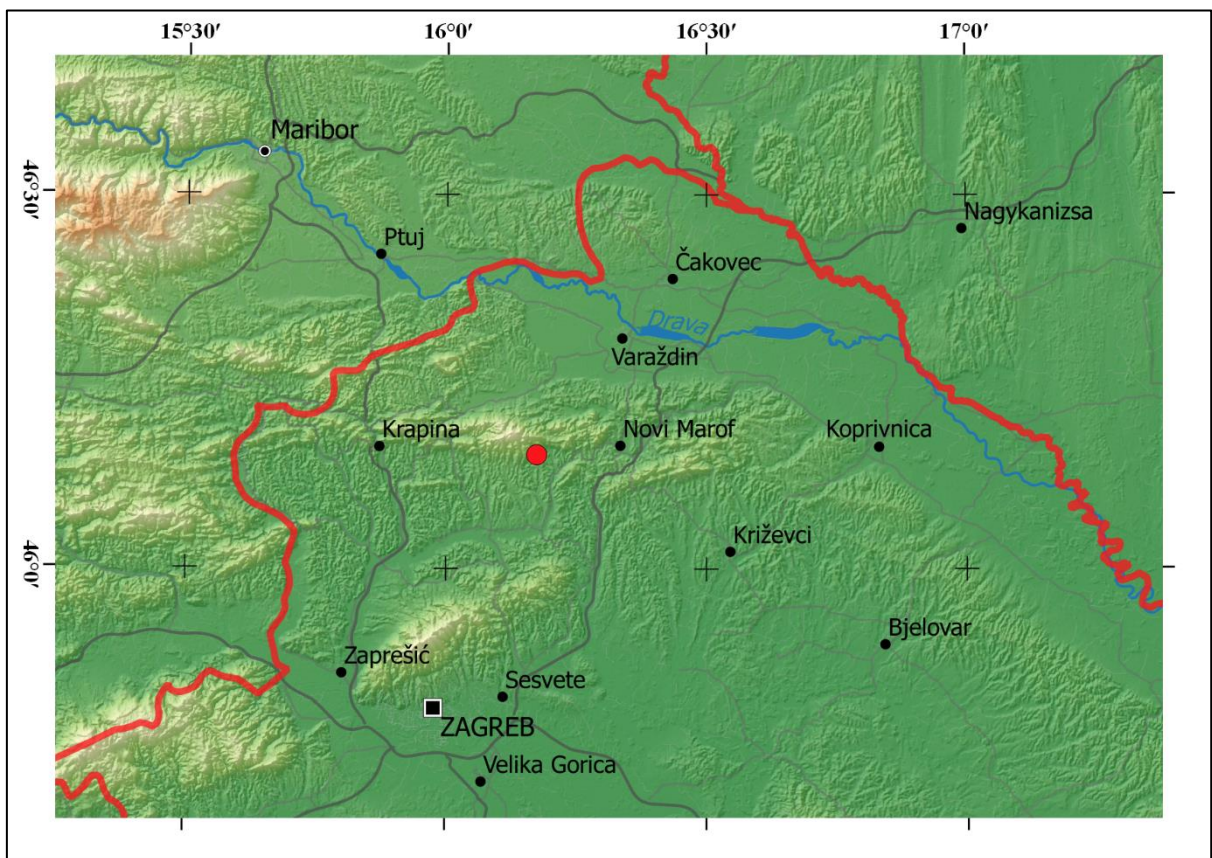 15°30′ 16°0′ 16°30′ 17°0′
Maribor
46°30′
Nagykanizsa
Ptuj
Čakovec
Drava
Varaždin
Krapina
Novi Marof
Koprivnica
Križevci
46°0′
Bjelovar
Zaprešić
Sesvete
ZAGREB
Velika Gorica